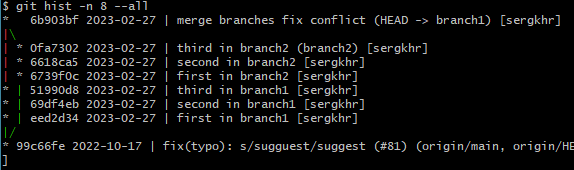 $ git hist -n 8 --all
*   6b903bf 2023-02-27 | merge branches fix conflict (HEAD -> branch1) [sergkhr]
|\
| * 0fa7302 2023-02-27 | third in branch2 (branch2) [sergkhr]
| * 6618ca5 2023-02-27 | second in branch2 [sergkhr]
| * 6739f0c 2023-02-27 | first in branch2 [sergkhr]
* | 51990d8 2023-02-27 | third in branch1 [sergkhr]
* | 69df4eb 2023-02-27 | second in branch1 [sergkhr]
* | eed2d34 2023-02-27 | first in branch1 [sergkhr]
|/
* 99c66fe 2022-10-17 | fix(typo): s/sugguest/suggest (#81) (origin/main, origin/HE
]